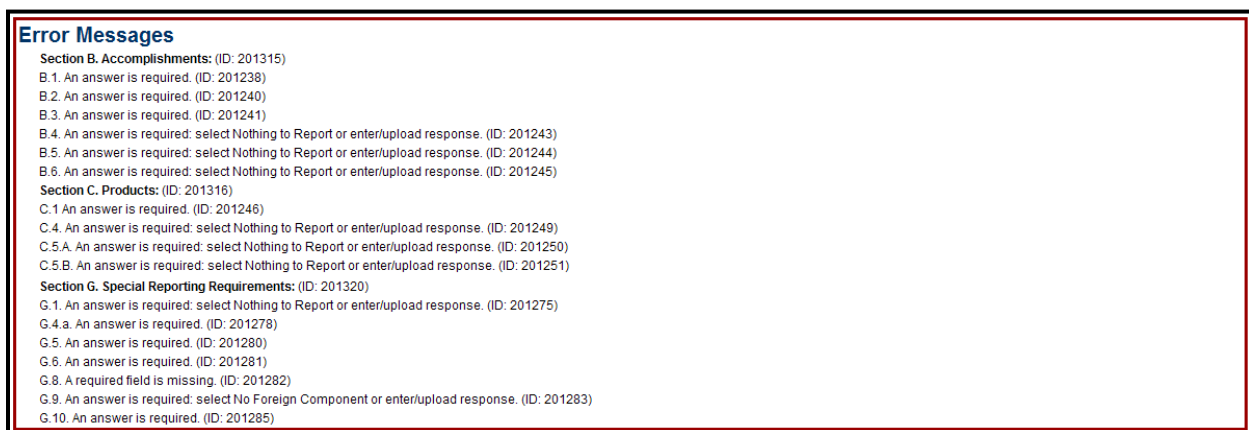 Error Messages
Section B. Accomplishments: (ID: 201315)
B.1. An answer is required. (ID: 201238)
B.2. An answer is required. (ID: 201240)
B.3. An answer is required. (ID: 201241)
B.4. An answer is required: select Nothing to Report or enter/upload response. (ID: 201243)
B.5. An answer is required: select Nothing to Report or enter/upload response. (ID: 201244)
B.6. An answer is required: select Nothing to Report or enter/upload response. (ID: 201245)
Section C. Products: (ID: 201316)
C.1 An answer is required. (ID: 201246)
C.4. An answer is required: select Nothing to Report or enter/upload response. (ID: 201249)
C.5.A. An answer is required: select Nothing to Report or enter/upload response. (ID: 201250)
C.5.B. An answer is required: select Nothing to Report or enter/upload response. (ID: 201251)
Section G. Special Reporting Requirements: (ID: 201320)
G.1. An answer is required: select Nothing to Report or enter/upload response. (ID: 201275)
G.4.a. An answer is required. (ID: 201278)
G.5. An answer is required. (ID: 201280)
G.6. An answer is required. (ID: 201281)
G.8. A required field is missing. (ID: 201282)
G.9. An answer is required: select No Foreign Component or enter/upload response. (ID: 201283)
G.10. An answer is required. (ID: 201285)